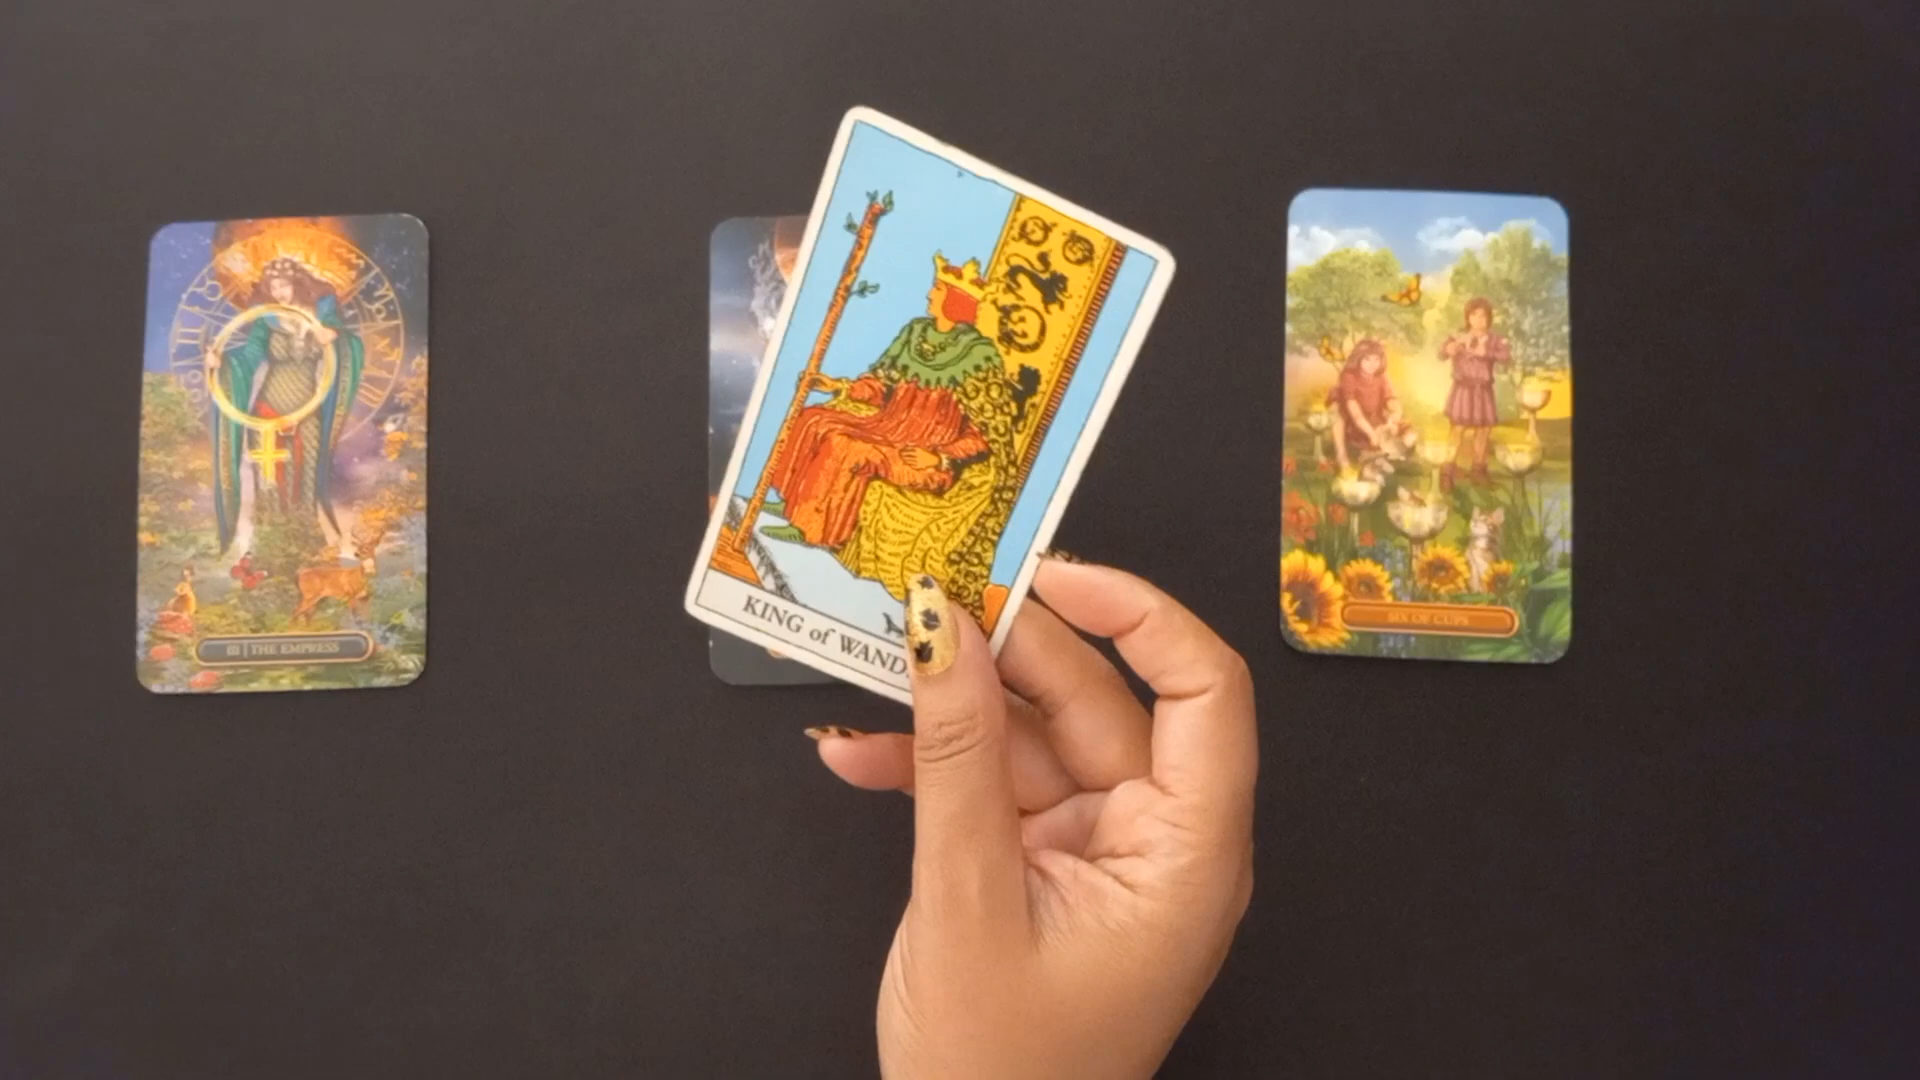 III | THE EMPRESS
KING of WAND
SIX OF CUPS